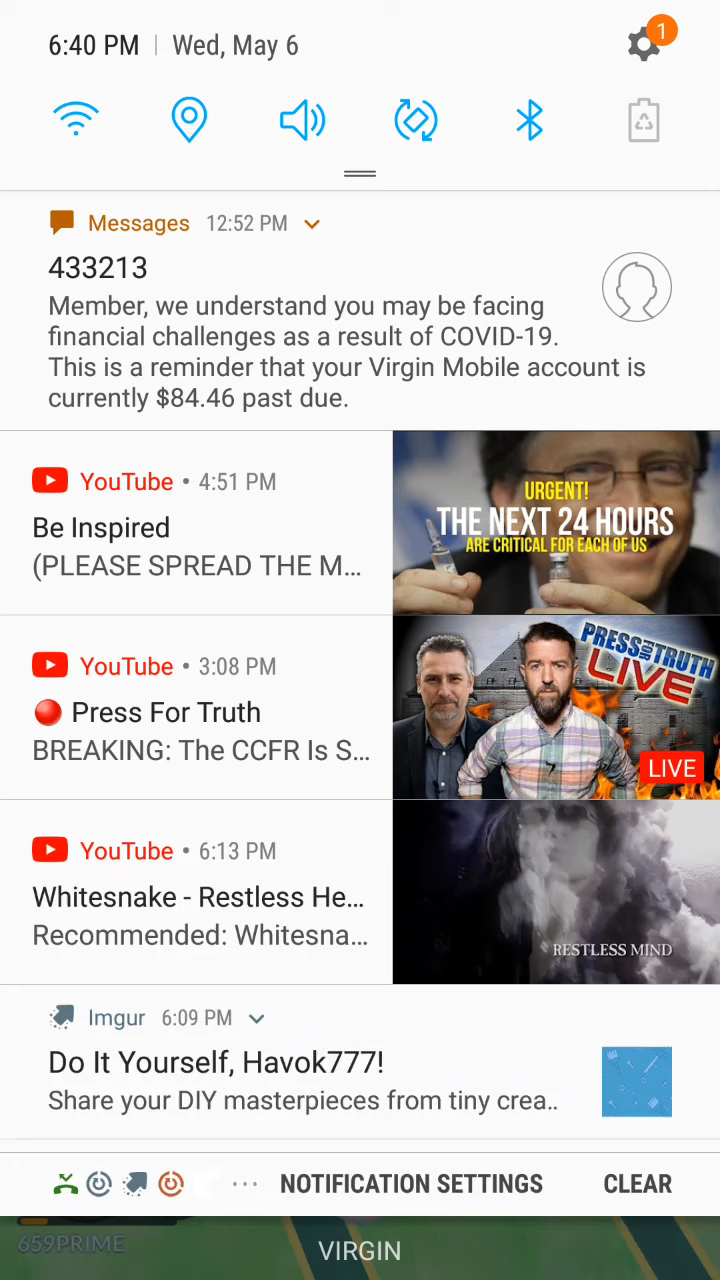 6:40 PM | Wed, May 6
1
Messages 12:52 PM
433213
Member, we understand you may be facing
financial challenges as a result of COVID-19.
This is a reminder that your Virgin Mobile account is
currently $84.46 past due.
YouTube • 4:51 PM
Be Inspired
(PLEASE SPREAD THE M...
URGENT!
THE NEXT 24 HOURS
ARE CRITICAL FOR EACH OF US
YouTube • 3:08 PM
🔴 Press For Truth
BREAKING: The CCFR Is S...
PRESS FOR TRUTH
LIVE
LIVE
YouTube • 6:13 PM
Whitesnake - Restless He...
Recommended: Whitesna...
RESTLESS MIND
Imgur 6:09 PM
Do It Yourself, Havok777!
Share your DIY masterpieces from tiny crea..
... NOTIFICATION SETTINGS CLEAR
659PRIME
VIRGIN